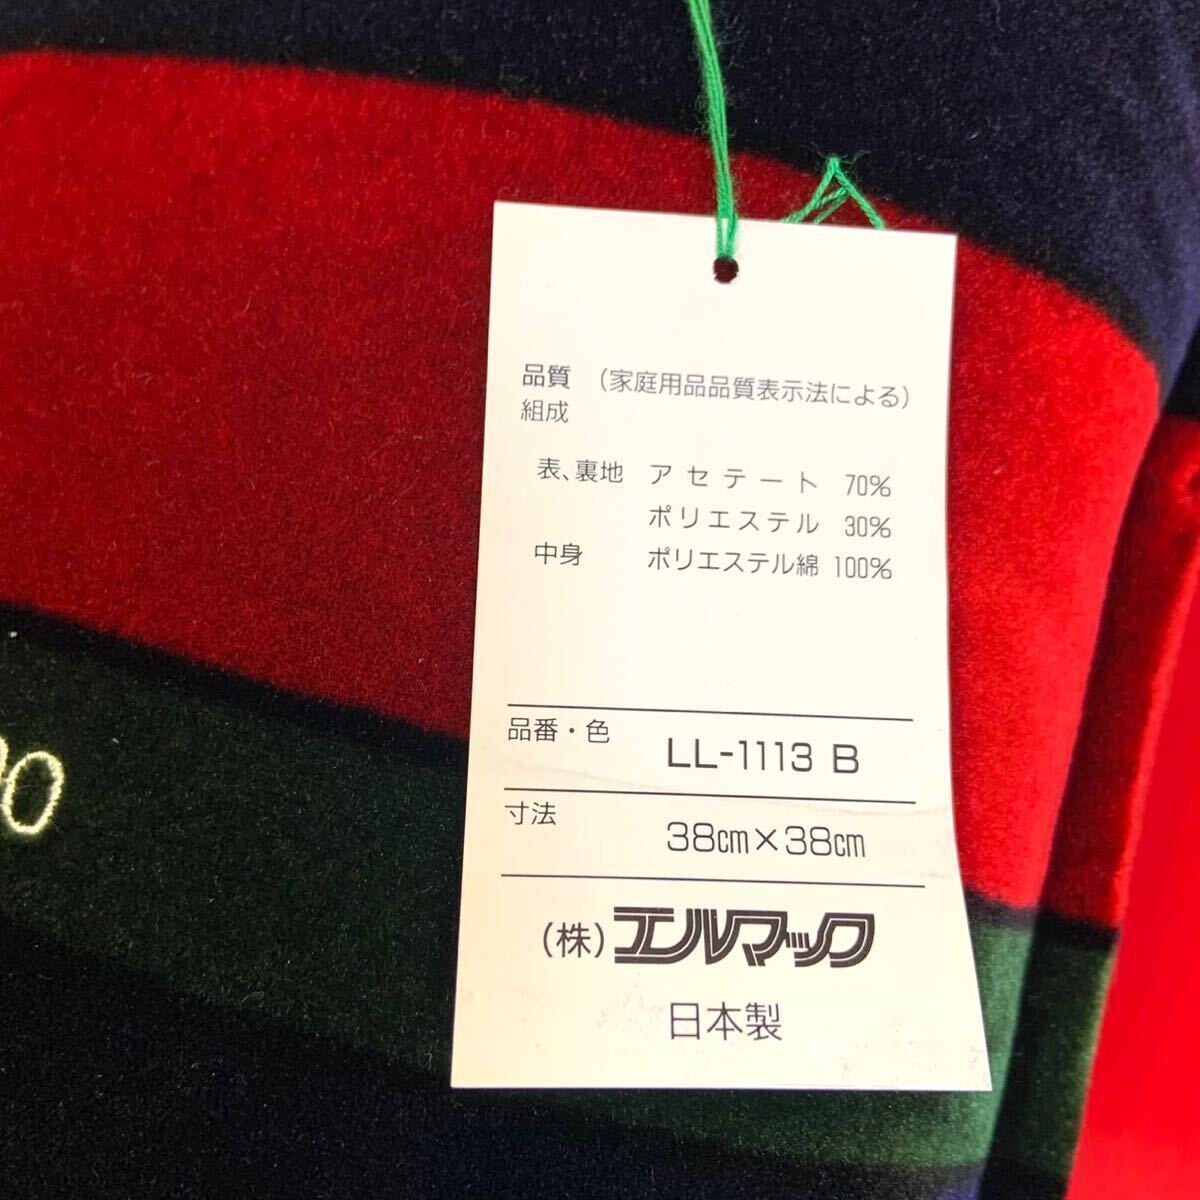 品質 (家庭用品品質表示法による)
組成
表、裏地 アセテート 70%
ポリエステル 30%
中身 ポリエステル綿 100%
品番・色 LL-1113 B
寸法 38cm×38cm
(株)エルマック
日本製